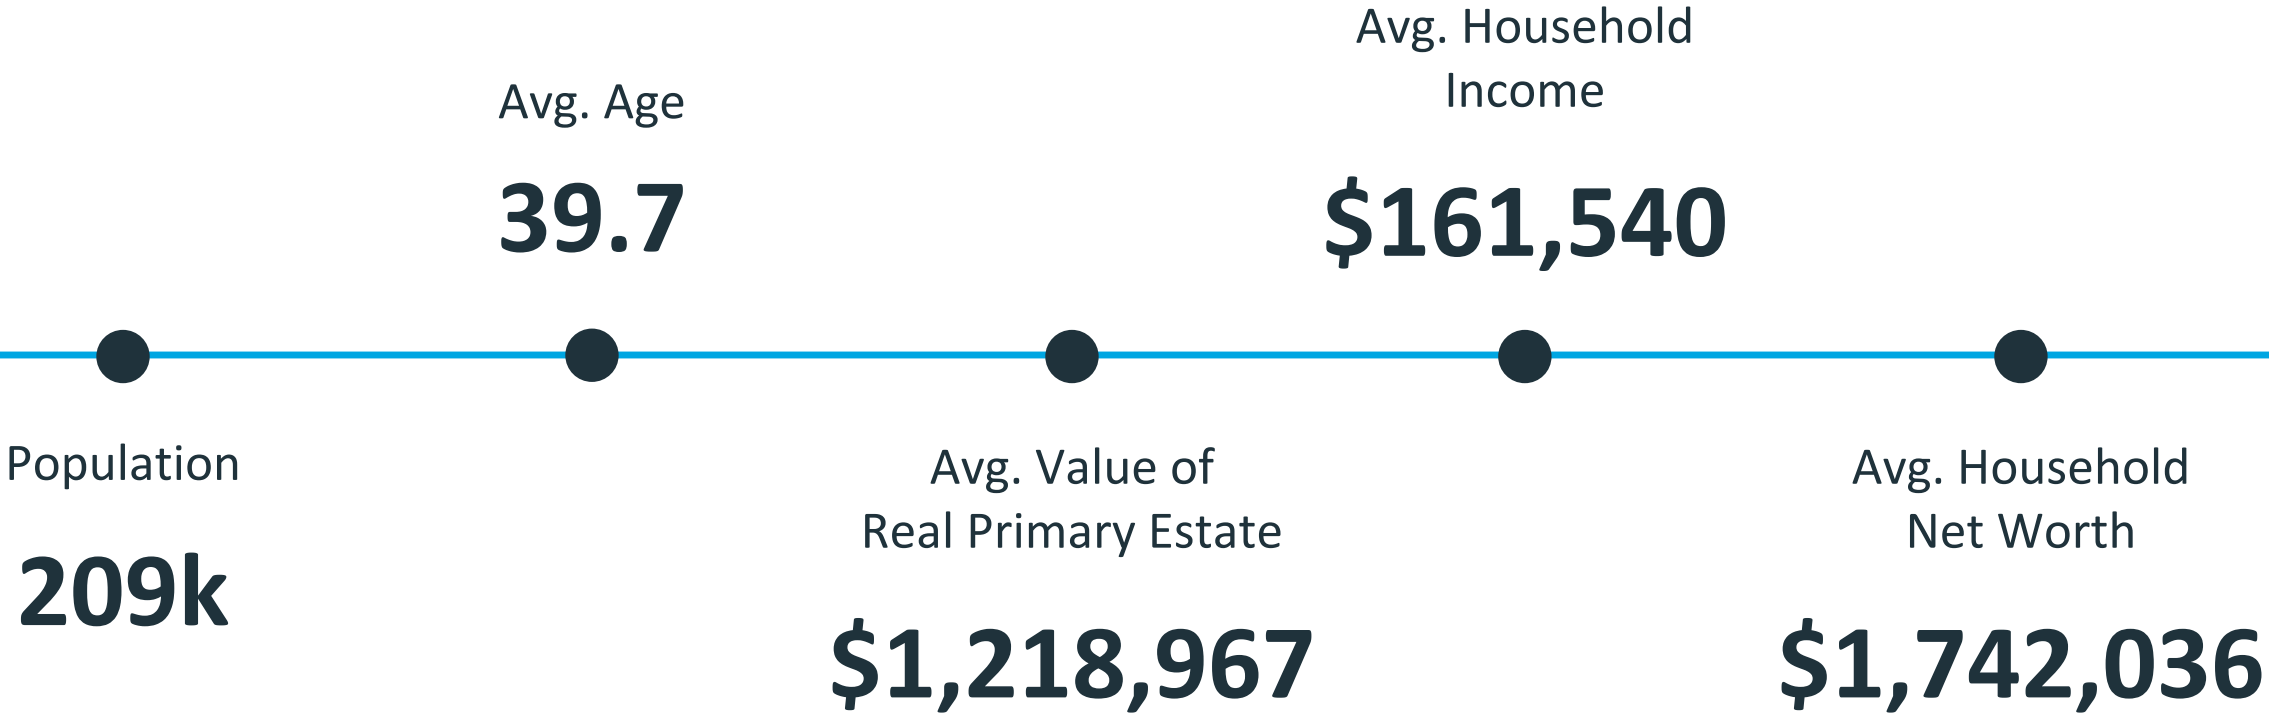 Population
209k
Avg. Age
39.7
Avg. Value of
Real Primary Estate
$1,218,967
Avg. Household
Income
$161,540
Avg. Household
Net Worth
$1,742,036